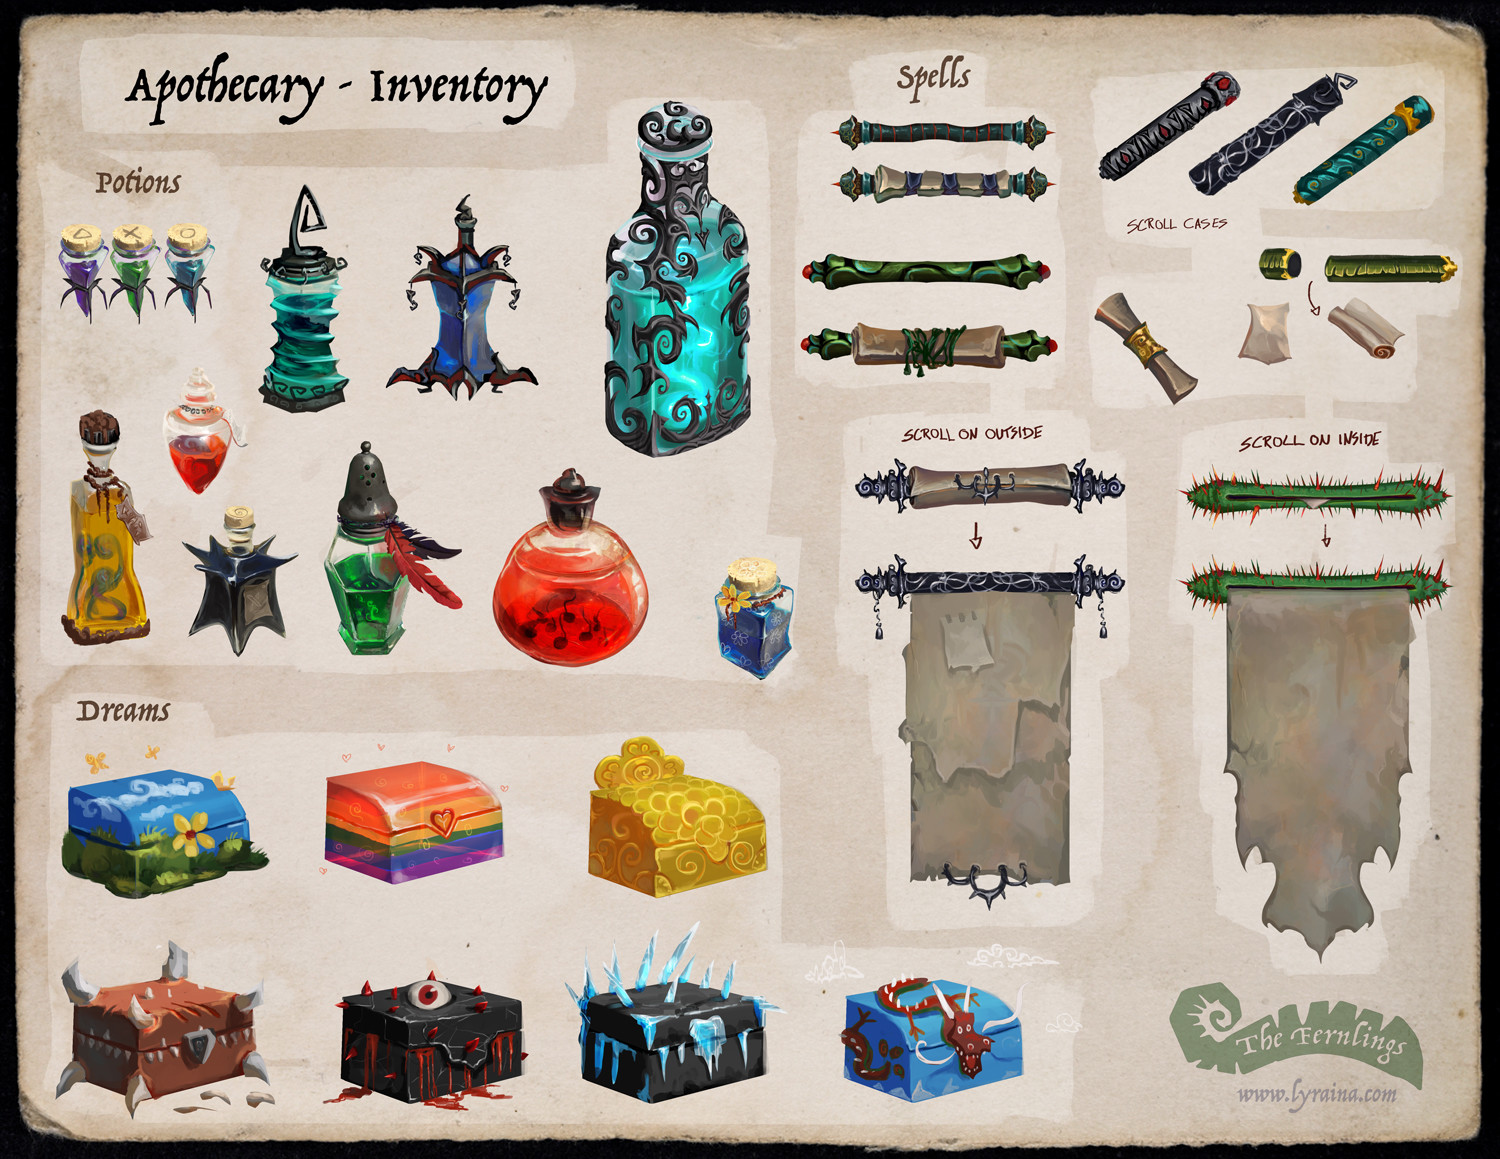 Apothecary - Inventory
Potions
Spells
SCROLL CASES
SCROLL ON OUTSIDE
SCROLL ON INSIDE
Dreams
The Fernlings
www.lyraina.com